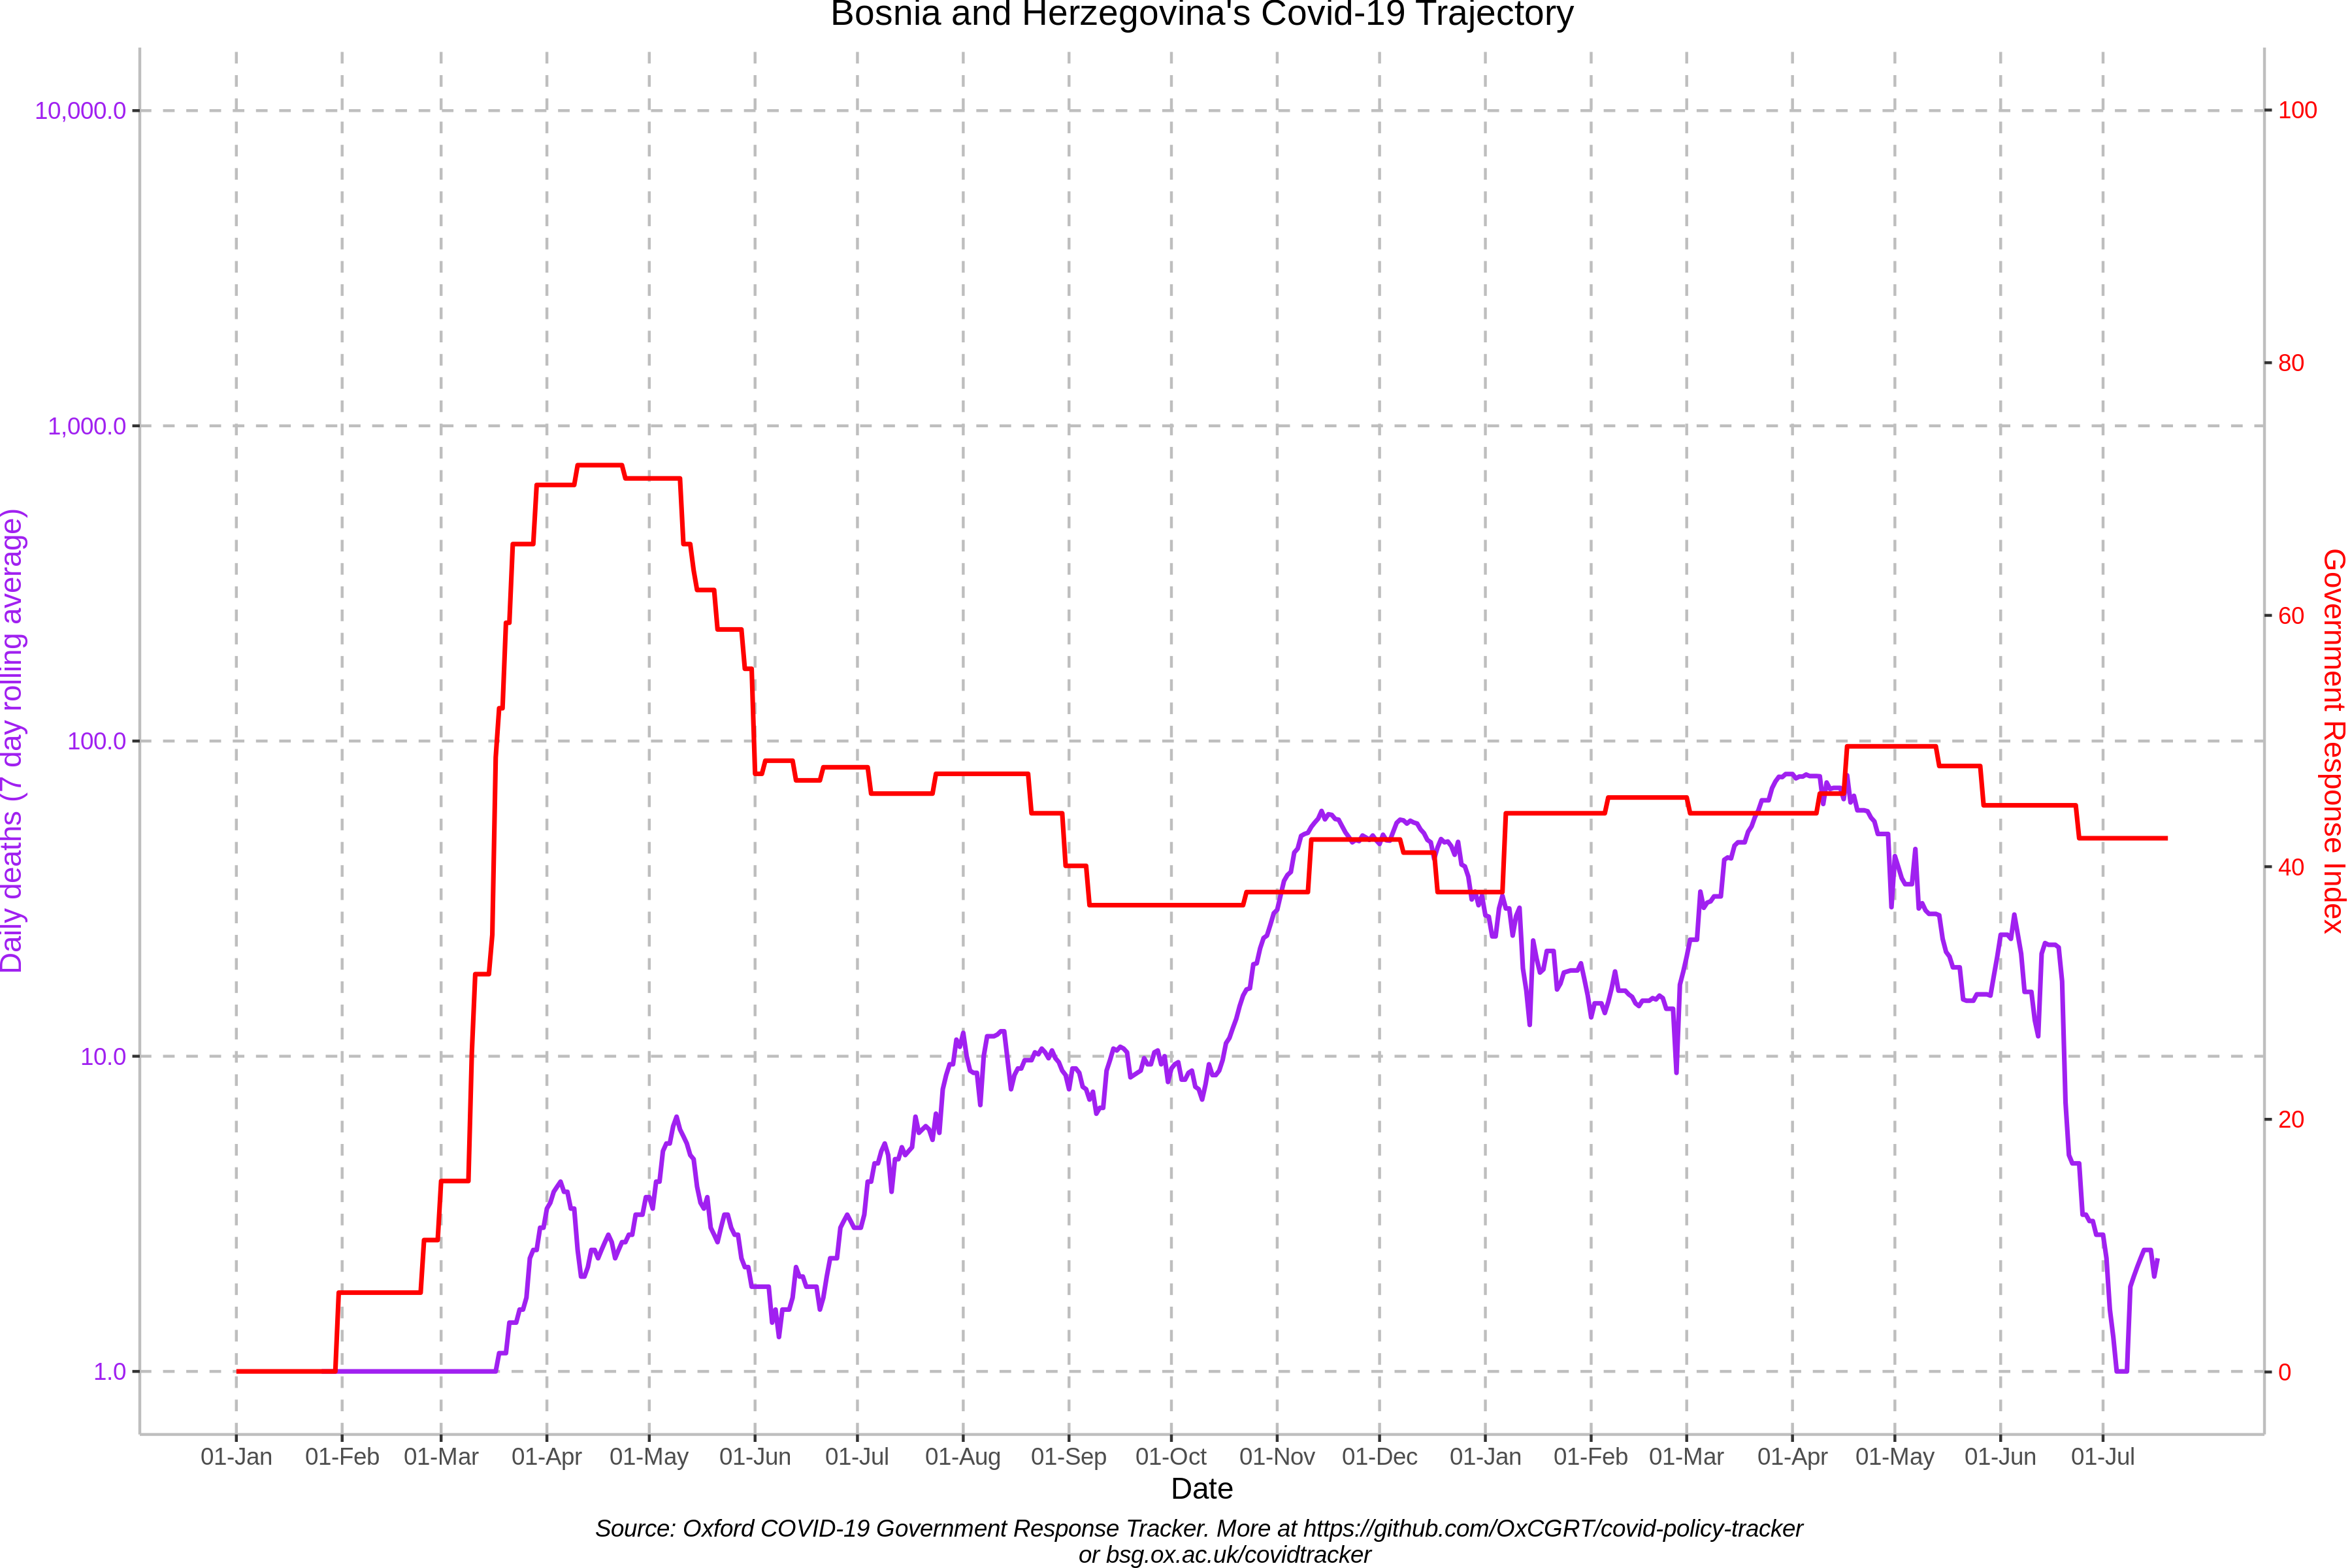 Bosnia and Herzegovina's Covid-19 Trajectory
10,000.0
1,000.0
100.0
10.0
1.0
Daily deaths (7 day rolling average)
100
80
60
40
20
0
Government Response Index
01-Jan 01-Feb 01-Mar 01-Apr 01-May 01-Jun 01-Jul 01-Aug 01-Sep 01-Oct 01-Nov 01-Dec 01-Jan 01-Feb 01-Mar 01-Apr 01-May 01-Jun 01-Jul
Date
Source: Oxford COVID-19 Government Response Tracker. More at https://github.com/OxCGRT/covid-policy-tracker
or bsg.ox.ac.uk/covidtracker